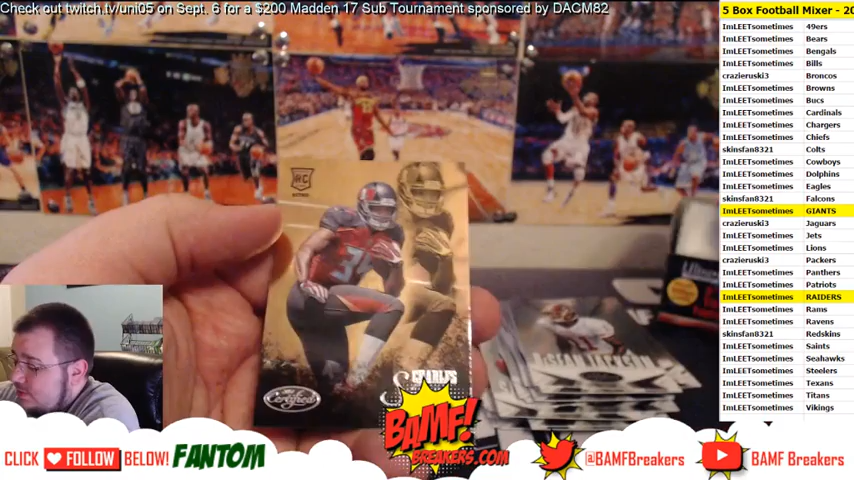 Check out twitch.tv/uni05 on Sept. 6 for a $200 Madden 17 Sub Tournament sponsored by DACM82
5 Box Football Mixer - 20
ImLEETsometimes 49ers
ImLEETsometimes Bears
ImLEETsometimes Bengals
ImLEETsometimes Bills
crazieruski3 Broncos
ImLEETsometimes Browns
ImLEETsometimes Bucs
ImLEETsometimes Cardinals
ImLEETsometimes Chargers
ImLEETsometimes Chiefs
skinsfan8321 Colts
ImLEETsometimes Cowboys
ImLEETsometimes Dolphins
ImLEETsometimes Eagles
skinsfan8321 Falcons
ImLEETsometimes GIANTS
crazieruski3 Jaguars
ImLEETsometimes Jets
ImLEETsometimes Lions
crazieruski3 Packers
ImLEETsometimes Panthers
ImLEETsometimes Patriots
ImLEETsometimes RAIDERS
ImLEETsometimes Rams
ImLEETsometimes Ravens
skinsfan8321 Redskins
ImLEETsometimes Saints
ImLEETsometimes Seahawks
ImLEETsometimes Steelers
ImLEETsometimes Texans
ImLEETsometimes Titans
ImLEETsometimes Vikings
RC
34
Certified
CLICK FOLLOW BELOW! FANTOM
BAMF!
BREAKERS.COM
@BAMFBreakers
BAMF Breakers